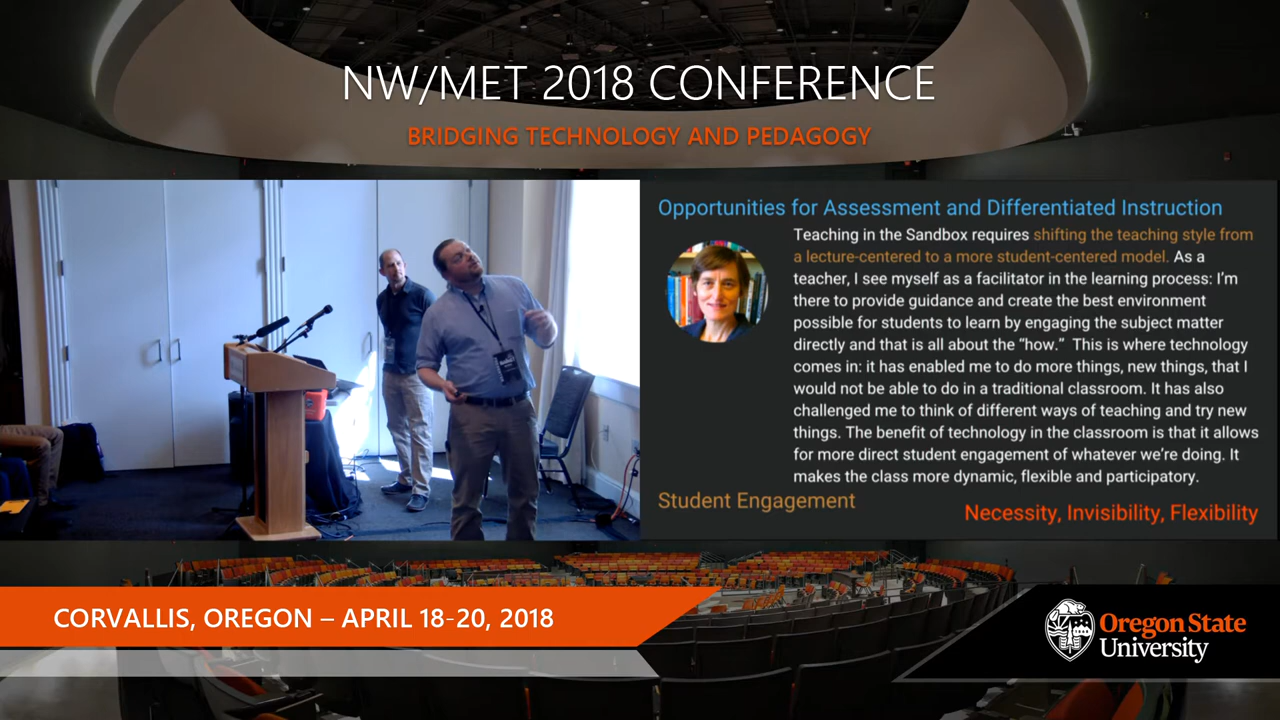 NW/MET 2018 CONFERENCE
BRIDGING TECHNOLOGY AND PEDAGOGY
Opportunities for Assessment and Differentiated Instruction
Teaching in the Sandbox requires shifting the teaching style from
a lecture-centered to a more student-centered model. As a
teacher, I see myself as a facilitator in the learning process: I'm
there to provide guidance and create the best environment
possible for students to learn by engaging the subject matter
directly and that is all about the “how.” This is where technology
comes in: it has enabled me to do more things, new things, that I
would not be able to do in a traditional classroom. It has also
challenged me to think of different ways of teaching and try new
things. The benefit of technology in the classroom is that it allows
for more direct student engagement of whatever we're doing. It
makes the class more dynamic, flexible and participatory.
Student Engagement
Necessity, Invisibility, Flexibility
CORVALLIS, OREGON – APRIL 18-20, 2018
Oregon State
University